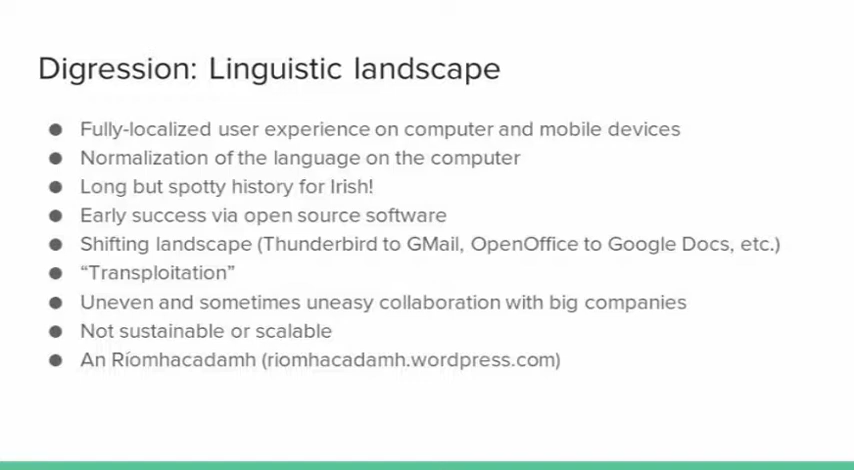 Digression: Linguistic landscape
● Fully-localized user experience on computer and mobile devices
● Normalization of the language on the computer
● Long but spotty history for Irish!
● Early success via open source software
● Shifting landscape (Thunderbird to GMail, OpenOffice to Google Docs, etc.)
● “Transploitation”
● Uneven and sometimes uneasy collaboration with big companies
● Not sustainable or scalable
● An Ríomhacadamh (riomhacadamh.wordpress.com)